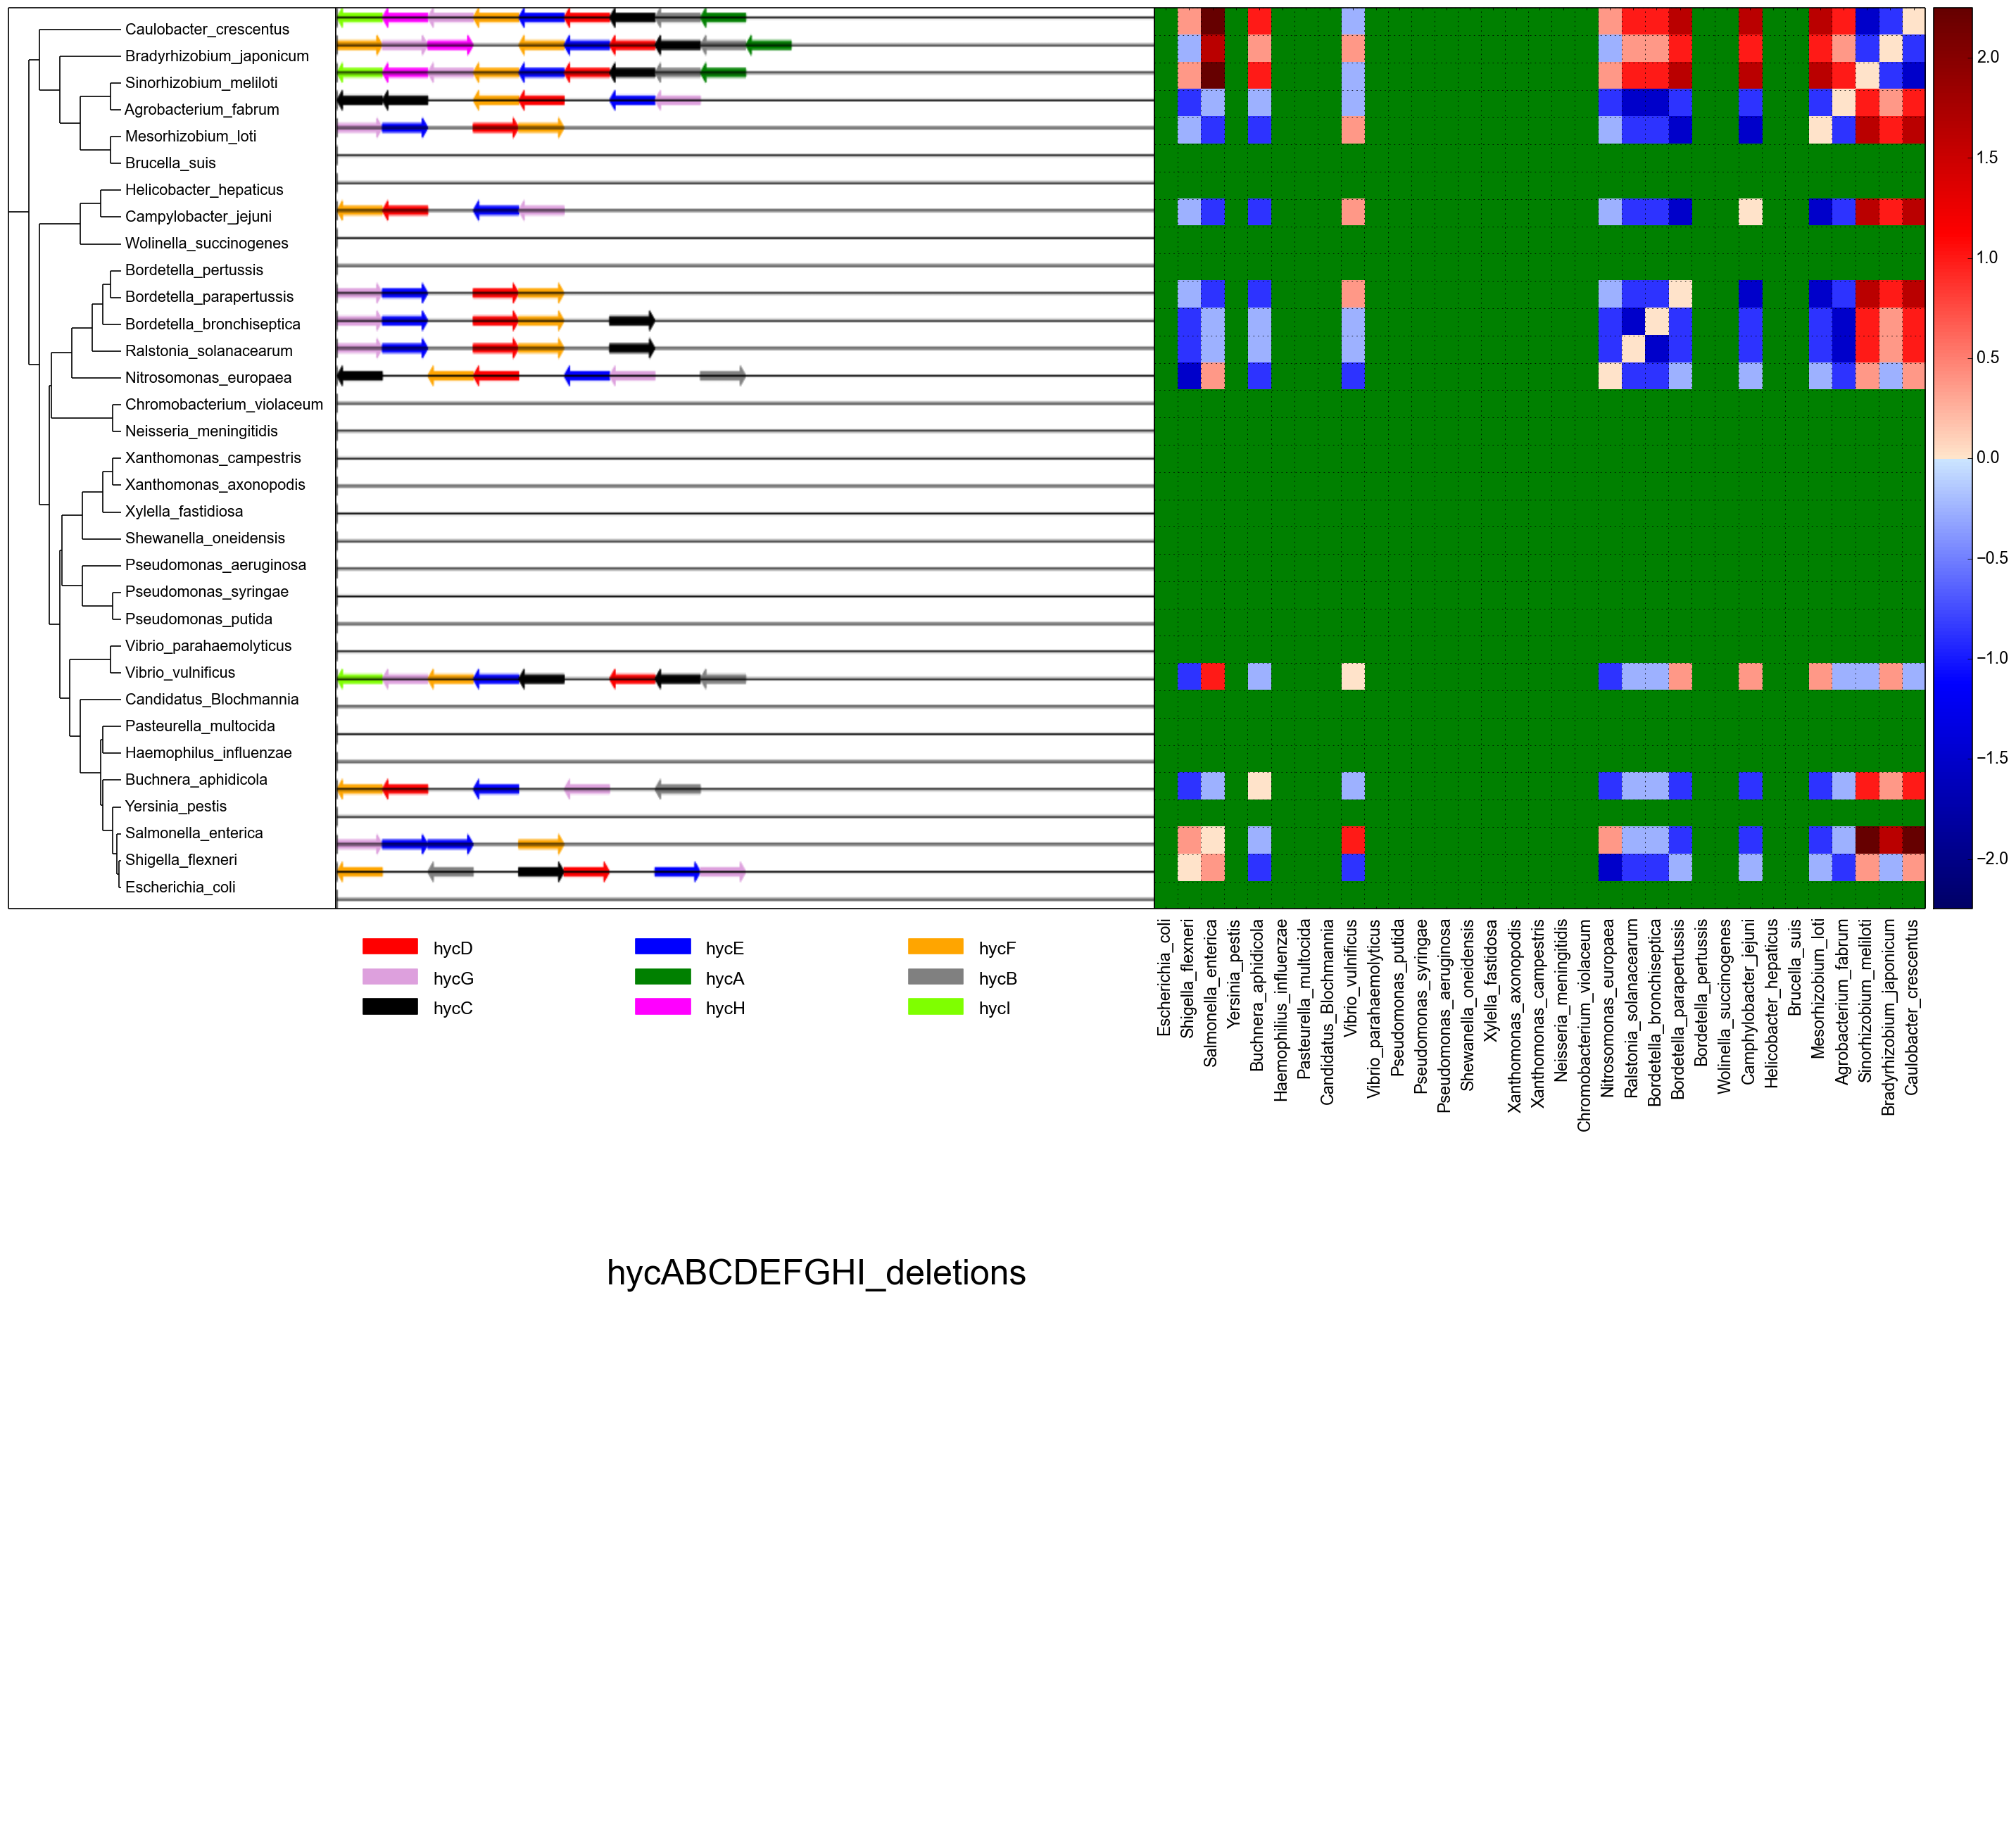 Caulobacter_crescentus
Bradyrhizobium_japonicum
Sinorhizobium_meliloti
Agrobacterium_fabrum
Mesorhizobium_loti
Brucella_suis
Helicobacter_hepaticus
Campylobacter_jejuni
Wolinella_succinogenes
Bordetella_pertussis
Bordetella_parapertussis
Bordetella_bronchiseptica
Ralstonia_solanacearum
Nitrosomonas_europaea
Chromobacterium_violaceum
Neisseria_meningitidis
Xanthomonas_campestris
Xanthomonas_axonopodis
Xylella_fastidiosa
Shewanella_oneidensis
Pseudomonas_aeruginosa
Pseudomonas_syringae
Pseudomonas_putida
Vibrio_parahaemolyticus
Vibrio_vulnificus
Candidatus_Blochmannia
Pasteurella_multocida
Haemophilus_influenzae
Buchnera_aphidicola
Yersinia_pestis
Salmonella_enterica
Shigella_flexneri
Escherichia_coli
2.0
1.5
1.0
0.5
0.0
−0.5
−1.0
−1.5
−2.0
hycD hycE hycF
hycG hycA hycB
hycC hycH hycI
Escherichia_coli
Shigella_flexneri
Salmonella_enterica
Yersinia_pestis
Buchnera_aphidicola
Haemophilus_influenzae
Pasteurella_multocida
Candidatus_Blochmannia
Vibrio_vulnificus
Vibrio_parahaemolyticus
Pseudomonas_putida
Pseudomonas_syringae
Pseudomonas_aeruginosa
Shewanella_oneidensis
Xylella_fastidiosa
Xanthomonas_axonopodis
Xanthomonas_campestris
Neisseria_meningitidis
Chromobacterium_violaceum
Nitrosomonas_europaea
Ralstonia_solanacearum
Bordetella_bronchiseptica
Bordetella_parapertussis
Bordetella_pertussis
Wolinella_succinogenes
Camphylobacter_jejuni
Helicobacter_hepaticus
Brucella_suis
Mesorhizobium_loti
Agrobacterium_fabrum
Sinorhizobium_meliloti
Bradyrhizobium_japonicum
Caulobacter_crescentus
hycABCDEFGHI_deletions